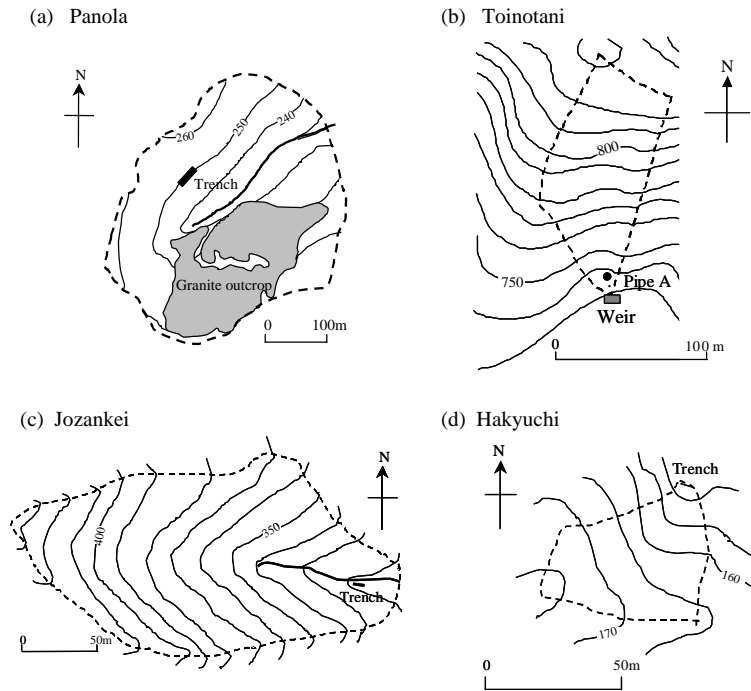 (a) Panola
N
260
250
240
Trench
Granite outcrop
0 100m
(b) Toinotani
N
800
750
Pipe A
Weir
0 100 m
(c) Jozankei
N
400
350
Trench
0 50m
(d) Hakyuchi
N
Trench
160
170
0 50m